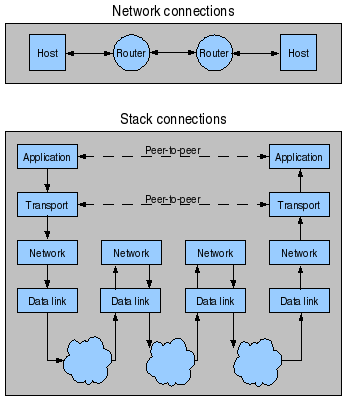 Network connections
Host Router Router Host
Stack connections
Application Peer-to-peer Application
Transport Peer-to-peer Transport
Network Network Network Network
Data link Data link Data link Data link